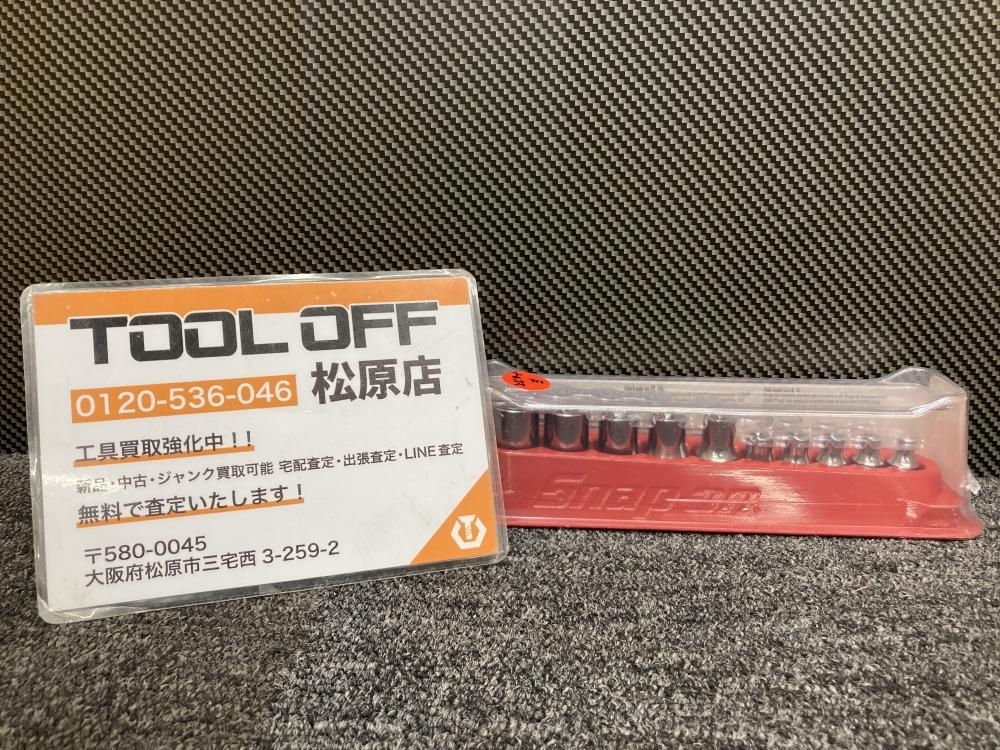 TOOL OFF
0120-536-046 松原店
工具買取強化中!!
新品・中古・ジャンク買取可能 宅配査定・出張査定・LINE査定
無料で査定いたします!
〒580-0045
大阪府松原市三宅西 3-259-2
Snap-on